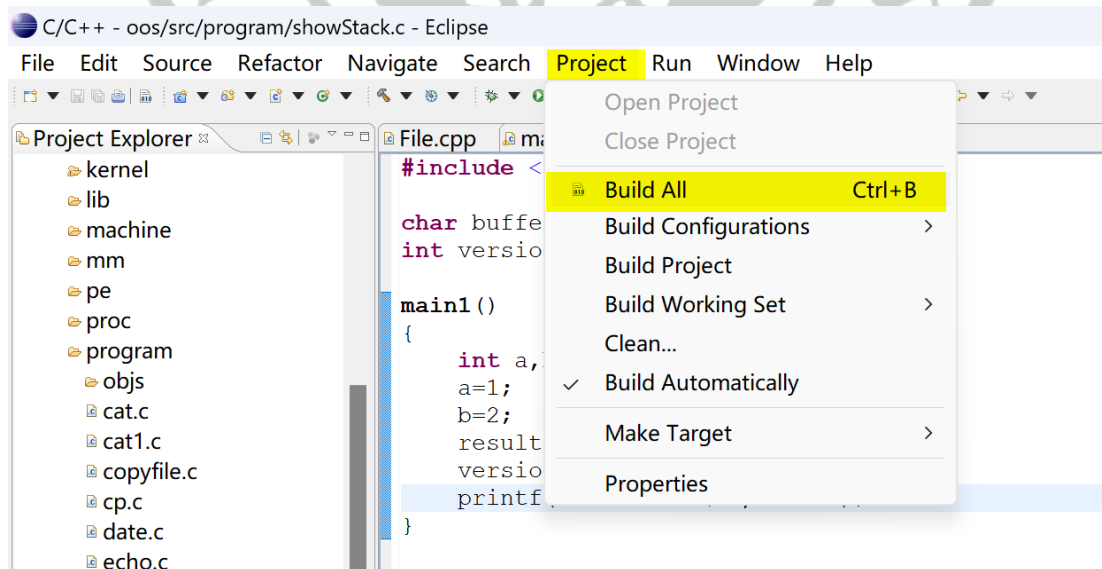 C/C++ - oos/src/program/showStack.c - Eclipse
File Edit Source Refactor Navigate Search Project Run Window Help
Project Explorer
File.cpp
kernel
lib
machine
mm
pe
proc
program
objs
cat.c
cat1.c
copyfile.c
cp.c
date.c
echo.c
#include <
char buffe
int versio
main1()
{
int a,
a=1;
b=2;
result
versio
printf
}
Open Project
Close Project
Build All Ctrl+B
Build Configurations
Build Project
Build Working Set
Clean...
Build Automatically
Make Target
Properties